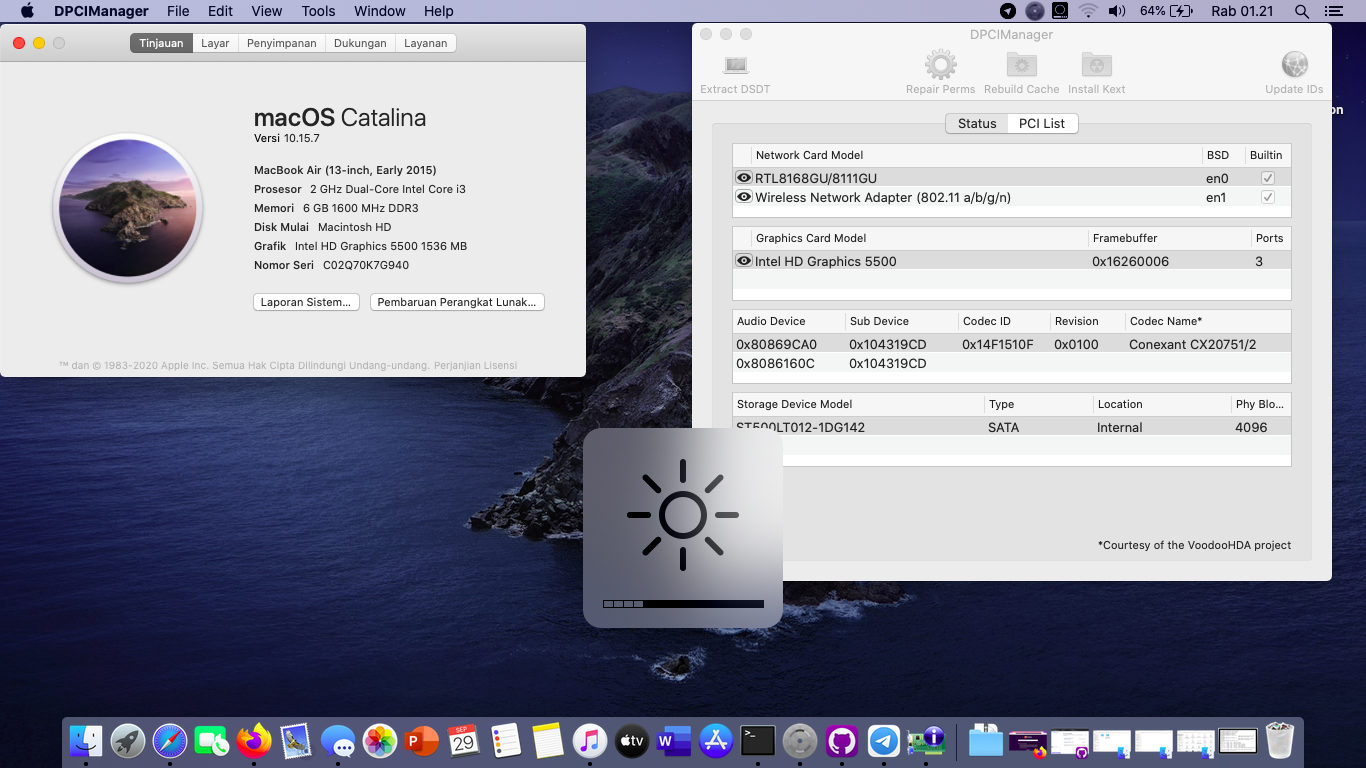 DPCIManager File Edit View Tools Window Help 64% Rab 01.21
Tinjauan Layar Penyimpanan Dukungan Layanan
macOS Catalina
Versi 10.15.7
MacBook Air (13-inch, Early 2015)
Prosesor 2 GHz Dual-Core Intel Core i3
Memori 6 GB 1600 MHz DDR3
Disk Mulai Macintosh HD
Grafik Intel HD Graphics 5500 1536 MB
Nomor Seri C02Q70K7G940
Laporan Sistem... Pembaruan Perangkat Lunak...
™ dan © 1983-2020 Apple Inc. Semua Hak Cipta Dilindungi Undang-undang. Perjanjian Lisensi
DPCIManager
Extract DSDT Repair Perms Rebuild Cache Install Kext Update IDs
on
Status PCI List
Network Card Model BSD Builtin
RTL8168GU/8111GU en0
Wireless Network Adapter (802.11 a/b/g/n) en1
Graphics Card Model Framebuffer Ports
Intel HD Graphics 5500 0x16260006 3
Audio Device Sub Device Codec ID Revision Codec Name*
0x80869CA0 0x104319CD 0x14F1510F 0x0100 Conexant CX20751/2
0x8086160C 0x104319CD
Storage Device Model Type Location Phy Blo...
ST500LT012-1DG142 SATA Internal 4096
*Courtesy of the VoodooHDA project
P SEP 29 tv W >_